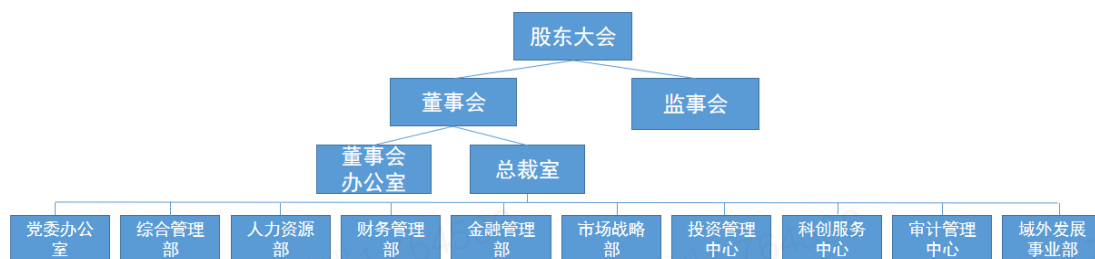 股东大会
董事会
监事会
董事会
办公室
总裁室
党委办公
室
综合管理
部
人力资源
部
财务管理
部
金融管理
部
市场战略
部
投资管理
中心
科创服务
中心
审计管理
中心
域外发展
事业部